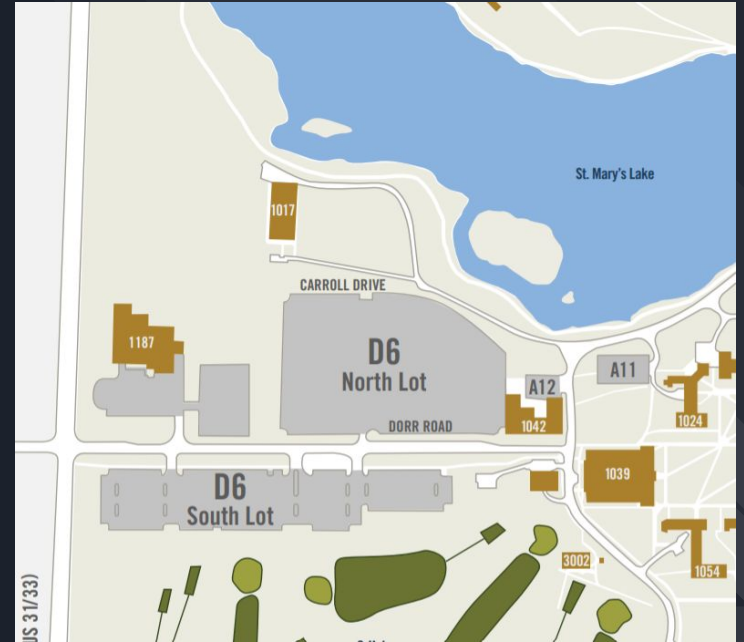 St. Mary's Lake
1017
CARROLL DRIVE
1187
D6
North Lot
A11
A12
1024
DORR ROAD
1042
1039
D6
South Lot
3002
1054
US 31/33)